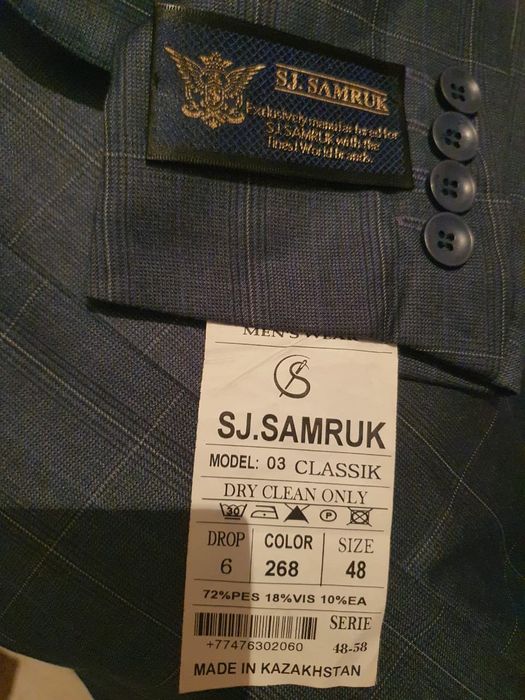 SJ. SAMRUK
Exclusively manufactured for
SJ.SAMRUK with the
finest World brands.
MEN'S WEAR
SJ.SAMRUK
MODEL: 03 CLASSIK
DRY CLEAN ONLY
30 P
DROP COLOR SIZE
6 268 48
72%PES 18%VIS 10%EA
SERIE
+77476302060 48-58
MADE IN KAZAKHSTAN